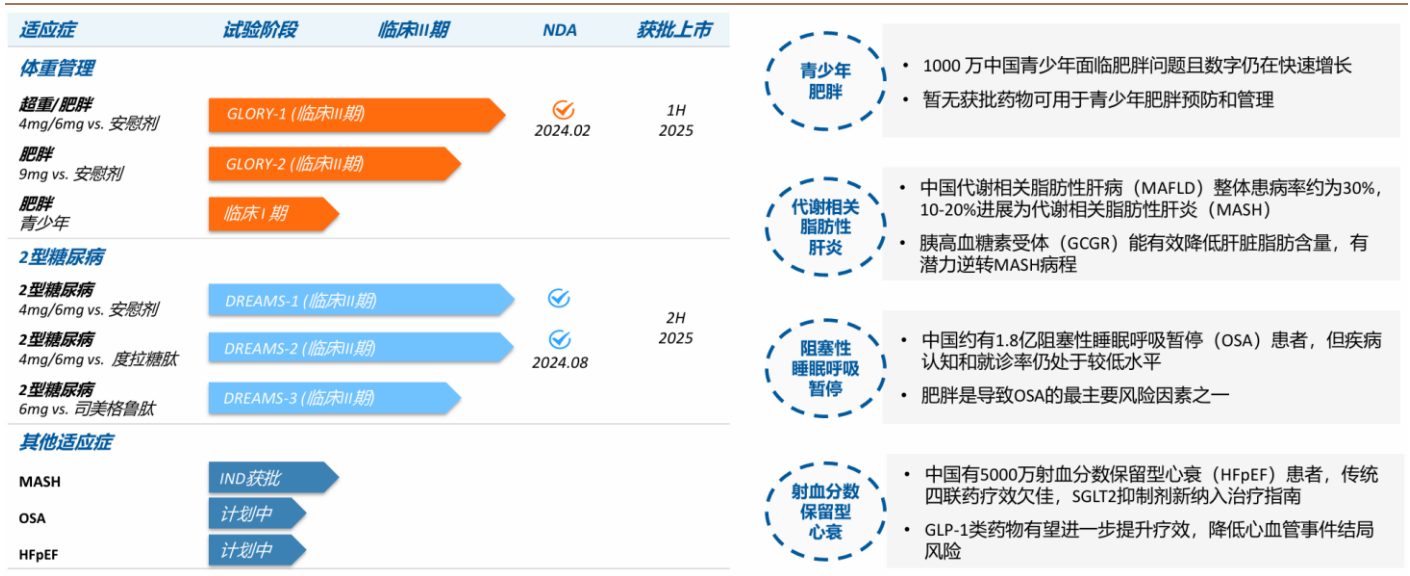 适应症 试验阶段 临床III期 NDA 获批上市
体重管理
超重/肥胖
4mg/6mg vs. 安慰剂
GLORY-1 (临床III期)
2024.02
1H
2025
肥胖
9mg vs. 安慰剂
GLORY-2 (临床III期)
肥胖
青少年
临床 I 期
2型糖尿病
2型糖尿病
4mg/6mg vs. 安慰剂
DREAMS-1 (临床III期)
2型糖尿病
4mg/6mg vs. 度拉糖肽
DREAMS-2 (临床III期)
2024.08
2H
2025
2型糖尿病
6mg vs. 司美格鲁肽
DREAMS-3 (临床III期)
其他适应症
MASH
IND获批
OSA
计划中
HFpEF
计划中
青少年
肥胖
• 1000 万中国青少年面临肥胖问题且数字仍在快速增长
• 暂无获批药物可用于青少年肥胖预防和管理
代谢相关
脂肪性
肝炎
• 中国代谢相关脂肪性肝病（MAFLD）整体患病率约为30%，
10-20%进展为代谢相关脂肪性肝炎（MASH）
• 胰高血糖素受体（GCGR）能有效降低肝脏脂肪含量，有
潜力逆转MASH病程
阻塞性
睡眠呼吸
暂停
• 中国约有1.8亿阻塞性睡眠呼吸暂停（OSA）患者，但疾病
认知和就诊率仍处于较低水平
• 肥胖是导致OSA的最主要风险因素之一
射血分数
保留型
心衰
• 中国有5000万射血分数保留型心衰（HFpEF）患者，传统
四联药疗效欠佳，SGLT2抑制剂新纳入治疗指南
• GLP-1类药物有望进一步提升疗效，降低心血管事件结局
风险